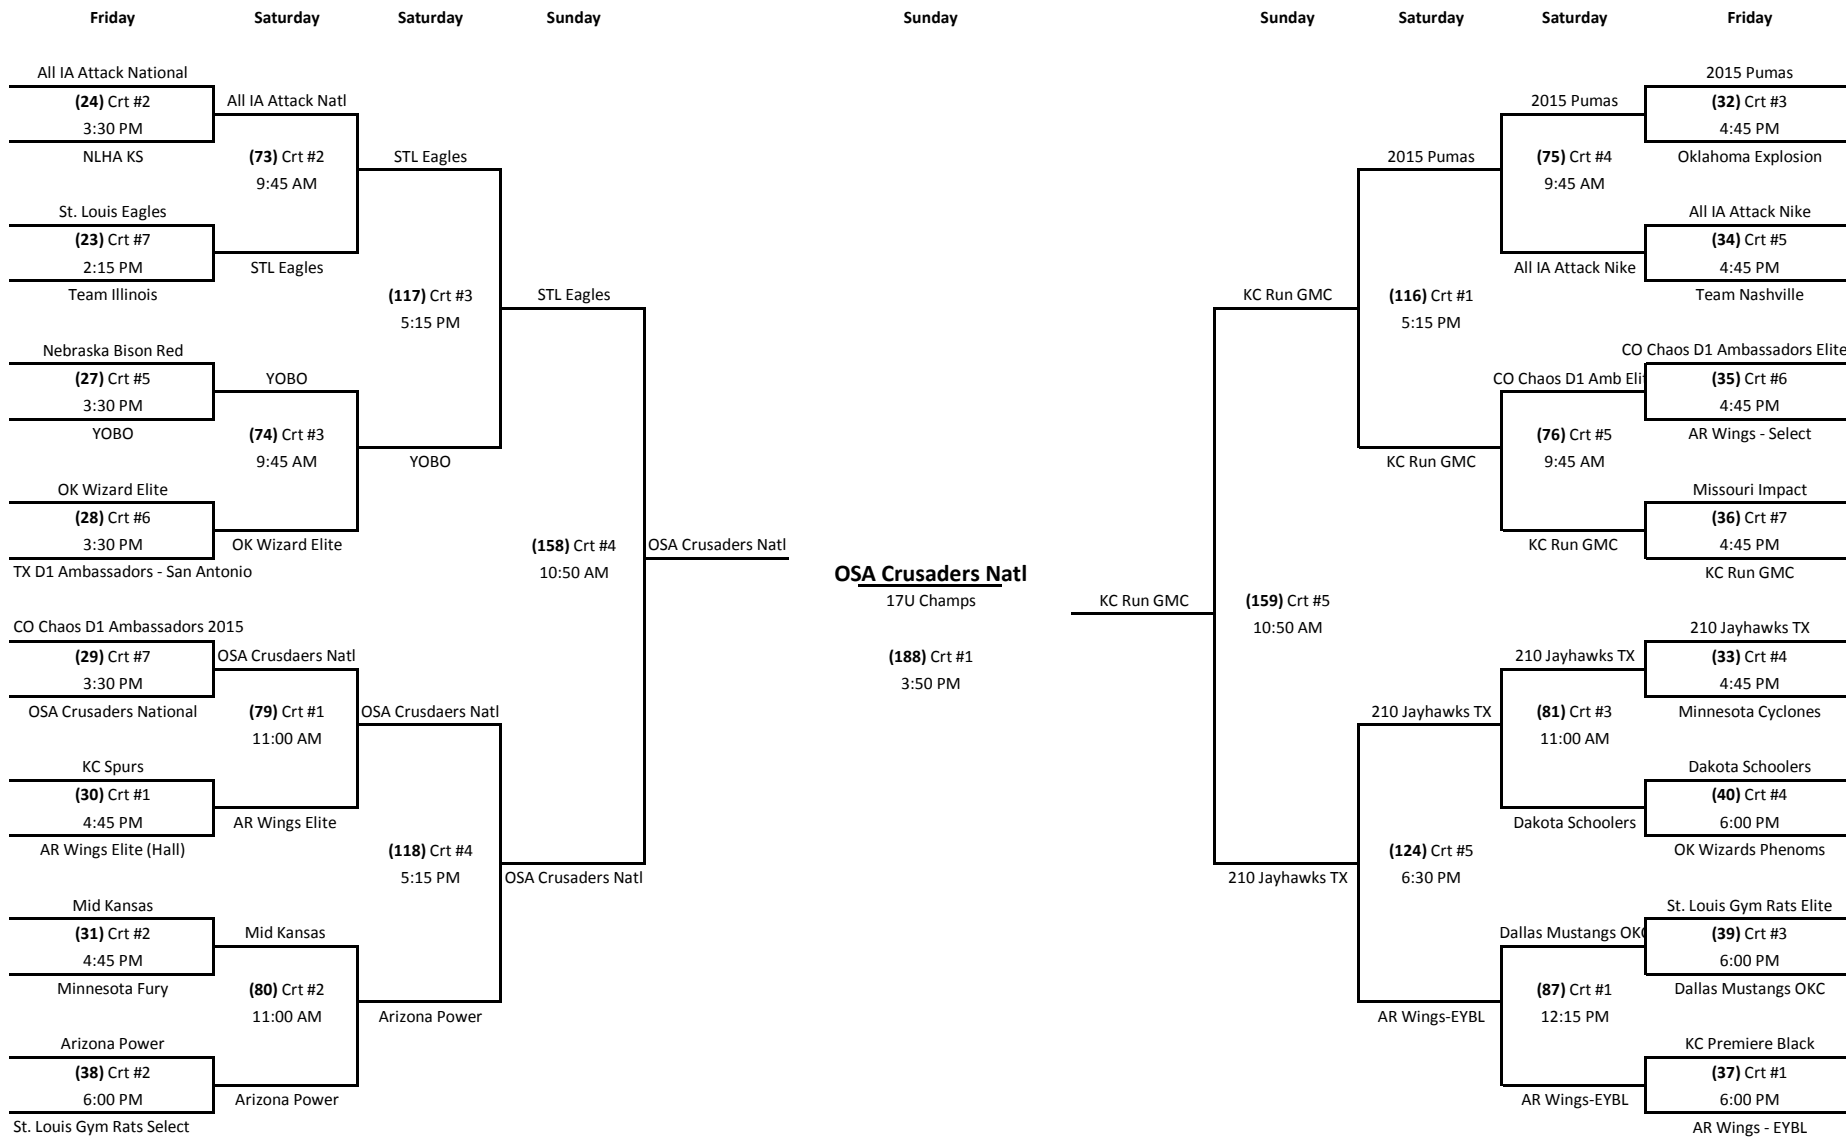 Friday Saturday Saturday Sunday Sunday Sunday Saturday Saturday Friday
All IA Attack National
(24) Crt #2
3:30 PM
NLHA KS
St. Louis Eagles
(23) Crt #7
2:15 PM
Team Illinois
Nebraska Bison Red
(27) Crt #5
3:30 PM
YOBO
OK Wizard Elite
(28) Crt #6
3:30 PM
TX D1 Ambassadors - San Antonio
CO Chaos D1 Ambassadors 2015
(29) Crt #7
3:30 PM
OSA Crusaders National
KC Spurs
(30) Crt #1
4:45 PM
AR Wings Elite (Hall)
Mid Kansas
(31) Crt #2
4:45 PM
Minnesota Fury
Arizona Power
(38) Crt #2
6:00 PM
St. Louis Gym Rats Select
All IA Attack Natl
(73) Crt #2
9:45 AM
STL Eagles
YOBO
(74) Crt #3
9:45 AM
OK Wizard Elite
OSA Crusdaers Natl
(79) Crt #1
11:00 AM
AR Wings Elite
Mid Kansas
(80) Crt #2
11:00 AM
Arizona Power
STL Eagles
(117) Crt #3
5:15 PM
YOBO
OSA Crusdaers Natl
(118) Crt #4
5:15 PM
Arizona Power
STL Eagles
(158) Crt #4
10:50 AM
OSA Crusaders Natl
OSA Crusaders Natl
OSA Crusaders Natl
17U Champs
(188) Crt #1
3:50 PM
KC Run GMC
KC Run GMC
(159) Crt #5
10:50 AM
210 Jayhawks TX
2015 Pumas
(116) Crt #1
5:15 PM
KC Run GMC
210 Jayhawks TX
(124) Crt #5
6:30 PM
AR Wings-EYBL
2015 Pumas
(75) Crt #4
9:45 AM
All IA Attack Nike
CO Chaos D1 Amb Elit
(76) Crt #5
9:45 AM
KC Run GMC
210 Jayhawks TX
(81) Crt #3
11:00 AM
Dakota Schoolers
Dallas Mustangs OKC
(87) Crt #1
12:15 PM
AR Wings-EYBL
2015 Pumas
(32) Crt #3
4:45 PM
Oklahoma Explosion
All IA Attack Nike
(34) Crt #5
4:45 PM
Team Nashville
CO Chaos D1 Ambassadors Elite
(35) Crt #6
4:45 PM
AR Wings - Select
Missouri Impact
(36) Crt #7
4:45 PM
KC Run GMC
210 Jayhawks TX
(33) Crt #4
4:45 PM
Minnesota Cyclones
Dakota Schoolers
(40) Crt #4
6:00 PM
OK Wizards Phenoms
St. Louis Gym Rats Elite
(39) Crt #3
6:00 PM
Dallas Mustangs OKC
KC Premiere Black
(37) Crt #1
6:00 PM
AR Wings - EYBL